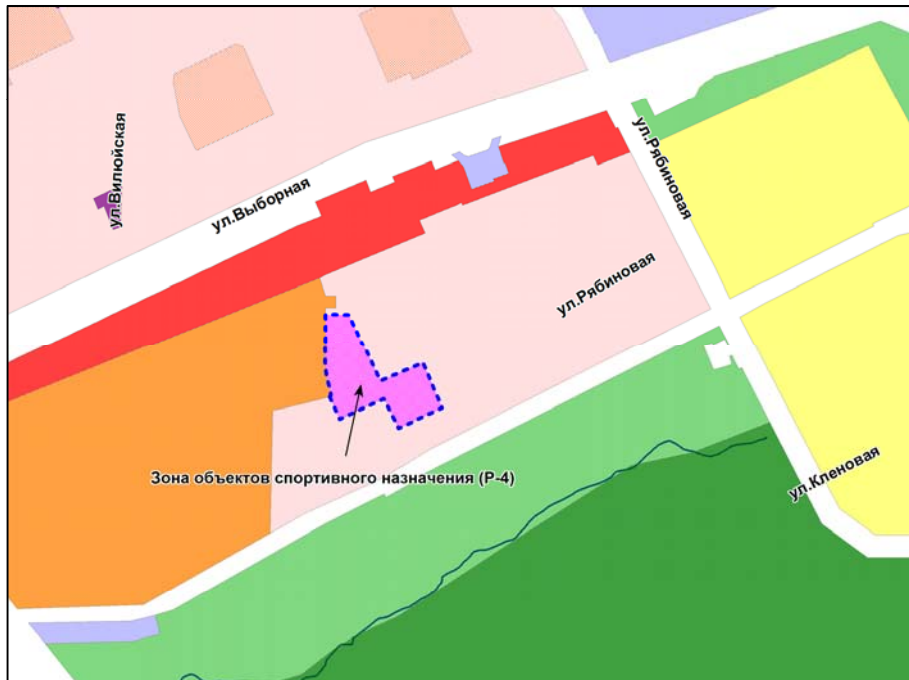 ул.Вилюйская
ул.Выборная
ул.Рябиновая
ул.Рябиновая
Зона объектов спортивного назначения (Р-4)
ул.Кленовая